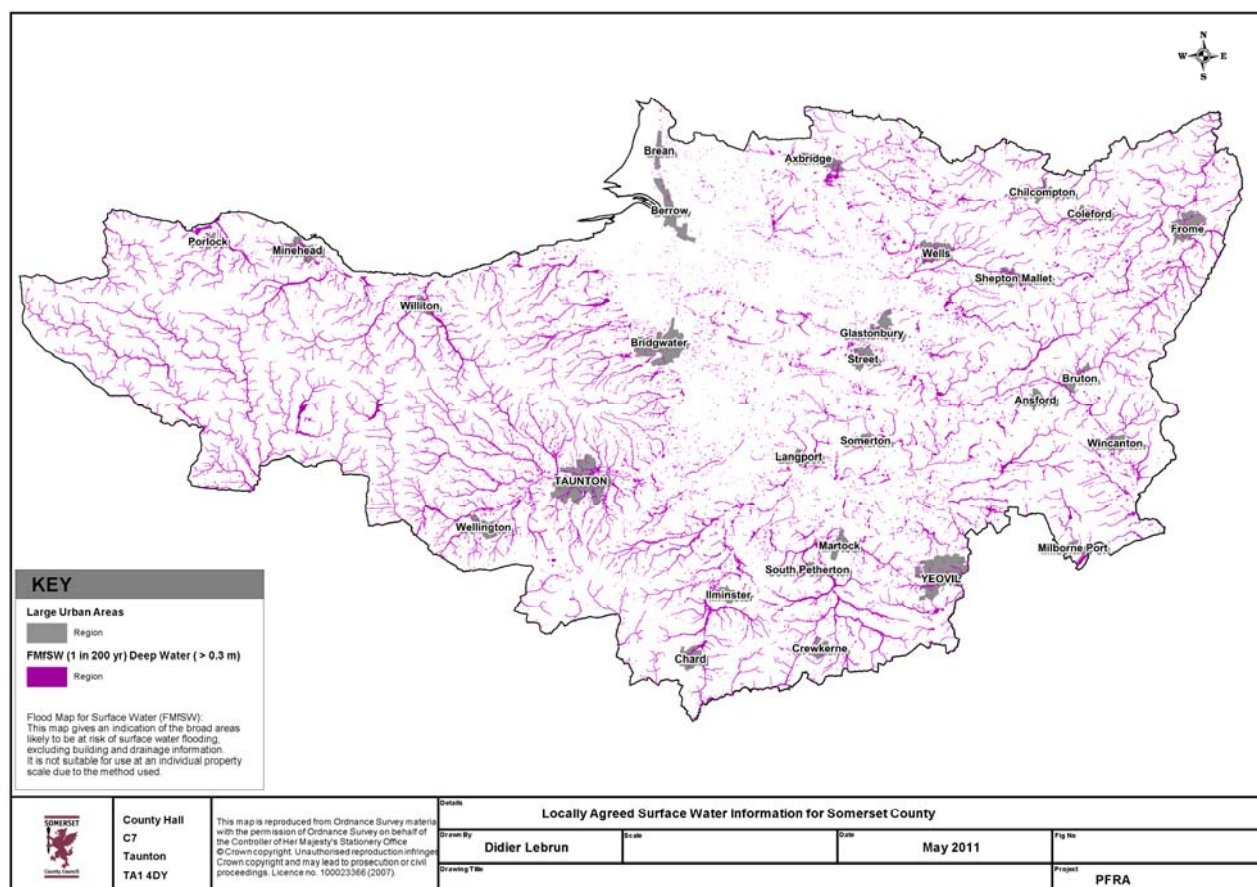 N
W E
S
Brean
Axbridge
Berrow
Chilcompton
Coleford
Frome
Porlock
Minehead
Wells
Shepton Mallet
Williton
Bridgwater
Glastonbury
Street
Bruton
Ansford
Wincanton
Somerton
Langport
TAUNTON
Wellington
Martock
Milborne Port
South Petherton
YEOVIL
Ilminster
Crewkerne
Chard
KEY
Large Urban Areas
Region
FMfSW (1 in 200 yr) Deep Water ( > 0.3 m)
Region
Flood Map for Surface Water (FMfSW):
This map gives an indication of the broad areas
likely to be at risk of surface water flooding,
excluding building and drainage information.
It is not suitable for use at an individual property
scale due to the method used.
SOMERSET
County Council
County Hall
C7
Taunton
TA1 4DY
This map is reproduced from Ordnance Survey materia
with the permission of Ordnance Survey on behalf of
the Controller of Her Majesty's Stationery Office
© Crown copyright. Unauthorised reproduction infringes
Crown copyright and may lead to prosecution or civil
proceedings. Licence no. 100023366 (2007).
Details
Locally Agreed Surface Water Information for Somerset County
Drawn By
Didier Lebrun
Scale
Date
May 2011
Fig No
Drawing Title
Project
PFRA